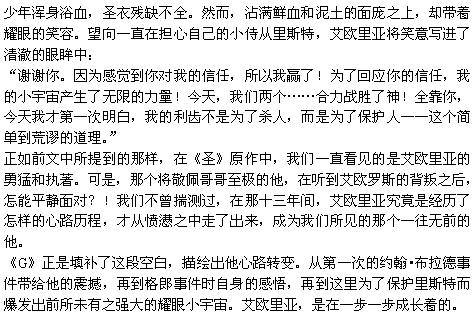 少年浑身浴血，圣衣残缺不全。然而，沾满鲜血和泥土的面庞之上，却带着
耀眼的笑容。望向一直在担心自己的小侍从里斯特，艾欧里亚将笑意写进了
清澈的眼眸中：
“谢谢你。因为感觉到你对我的信任，所以我赢了！为了回应你的信任，我
的小宇宙产生了无限的力量！今天，我们两个……合力战胜了神！全靠你，
今天我才第一次明白，我的利齿不是为了杀人，而是为了保护人——这个简
单到荒谬的道理。”
正如前文中所提到的那样，在《圣》原作中，我们一直看见的是艾欧里亚的
勇猛和执著。可是，那个将敬佩哥哥至极的他，在听到艾欧罗斯的背叛之后，
怎能平静面对？！我们不曾揣测过，在那十三年间，艾欧里亚究竟是经历了
怎样的心路历程，才从愤懑之中走了出来，成为我们所见的那个一往无前的
他。
《G》正是填补了这段空白，描绘出他心路转变。从第一次的约翰·布拉德事
件带给他的震撼，再到格郎事件时自身的感悟，再到这里为了保护里斯特而
爆发出前所未有之强大的耀眼小宇宙。艾欧里亚，是在一步一步成长着的。